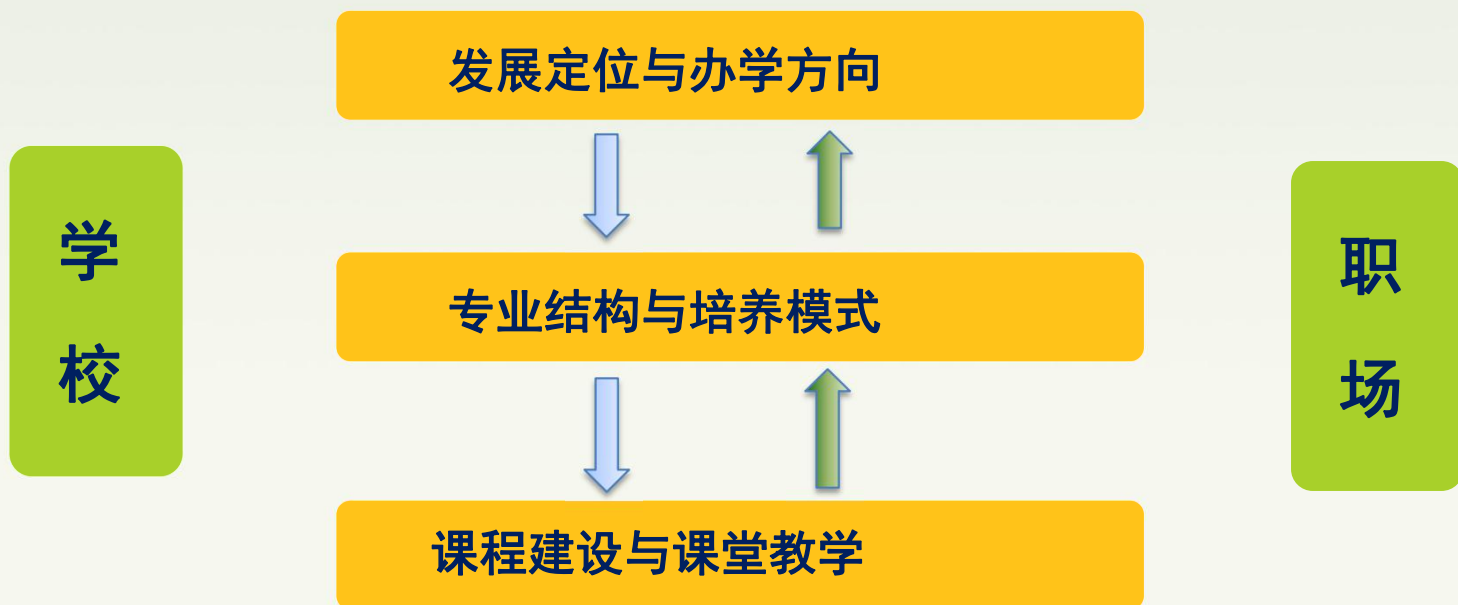 发展定位与办学方向
学校
专业结构与培养模式
职场
课程建设与课堂教学